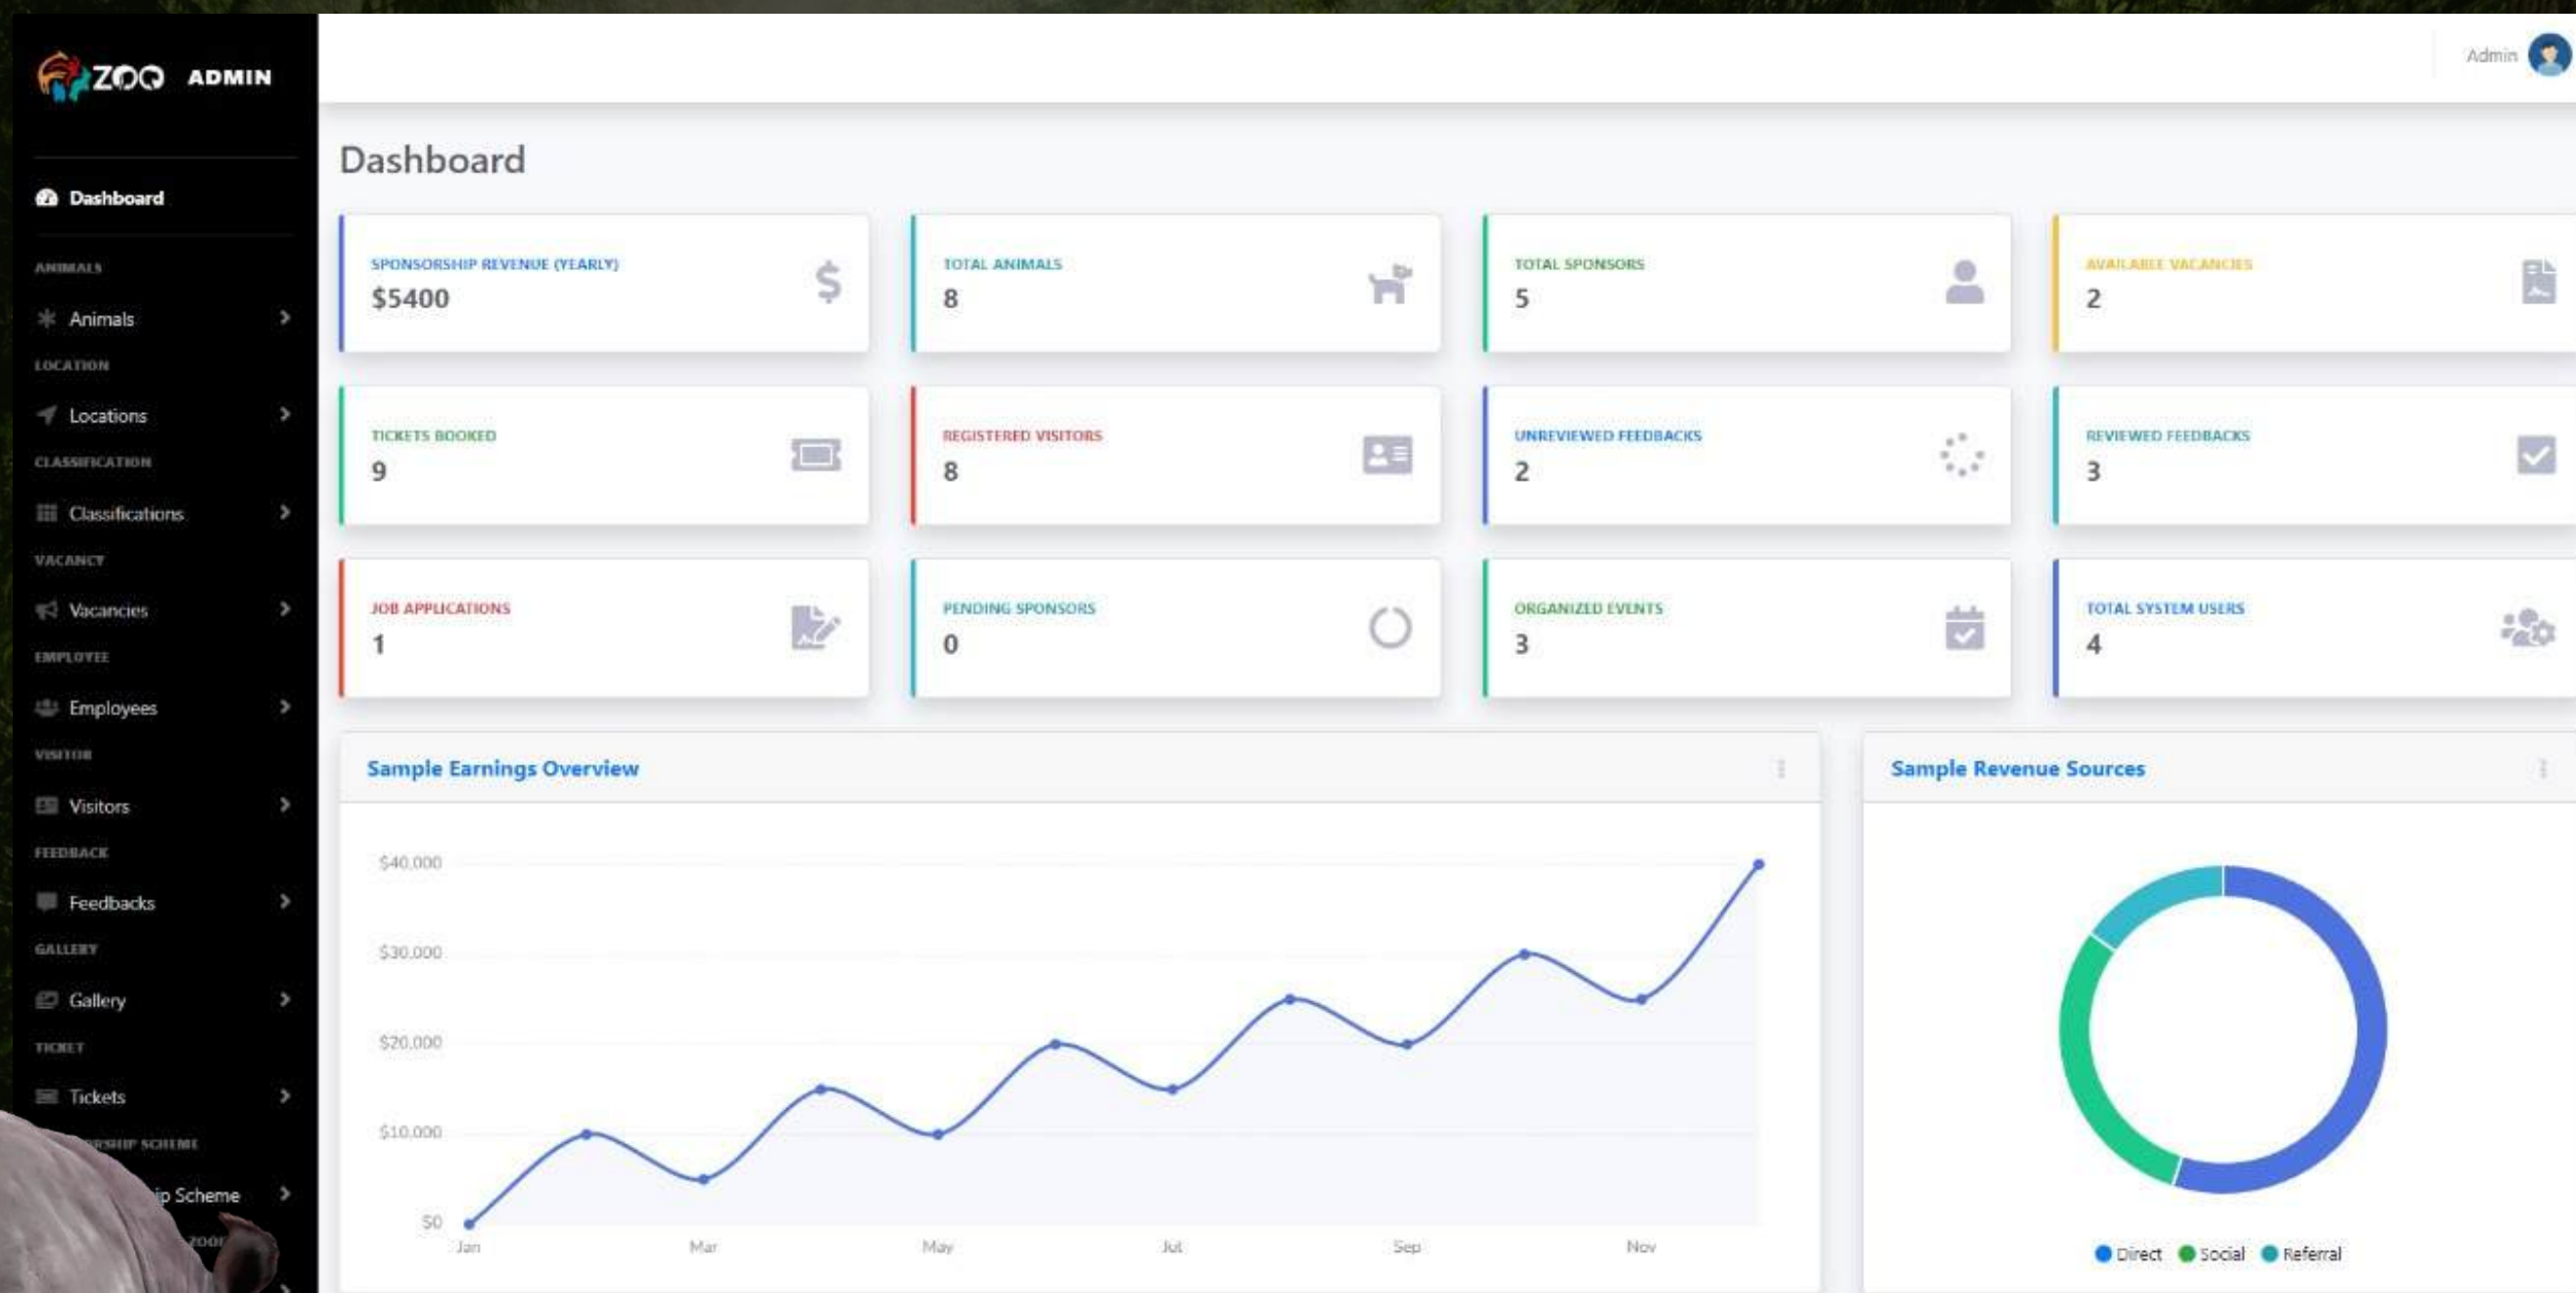 ZOO ADMIN
Admin
Dashboard
ANIMALS
Animals
LOCATION
Locations
CLASSIFICATION
Classifications
VACANCY
Vacancies
EMPLOYEE
Employees
VISITOR
Visitors
FEEDBACK
Feedbacks
GALLERY
Gallery
TICKET
Tickets
SCHEME
Scheme
Dashboard
SPONSORSHIP REVENUE (YEARLY)
$5400
TOTAL ANIMALS
8
TOTAL SPONSORS
5
AVAILABLE VACANCIES
2
TICKETS BOOKED
9
REGISTERED VISITORS
8
UNREVIEWED FEEDBACKS
2
REVIEWED FEEDBACKS
3
JOB APPLICATIONS
1
PENDING SPONSORS
0
ORGANIZED EVENTS
3
TOTAL SYSTEM USERS
4
Sample Earnings Overview
$40,000
$30,000
$20,000
$10,000
$0
Jan Mar May Jul Sep Nov
Sample Revenue Sources
Direct Social Referral